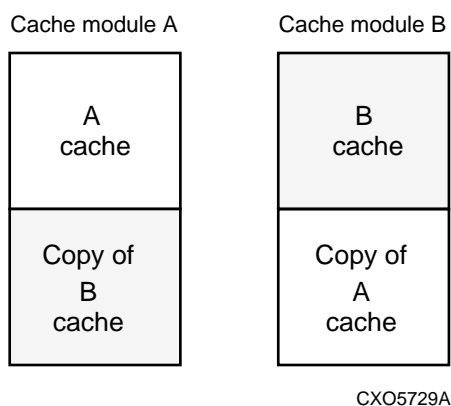 Cache module A
Cache module B
A
cache
B
cache
Copy of
B
cache
Copy of
A
cache
CXO5729A